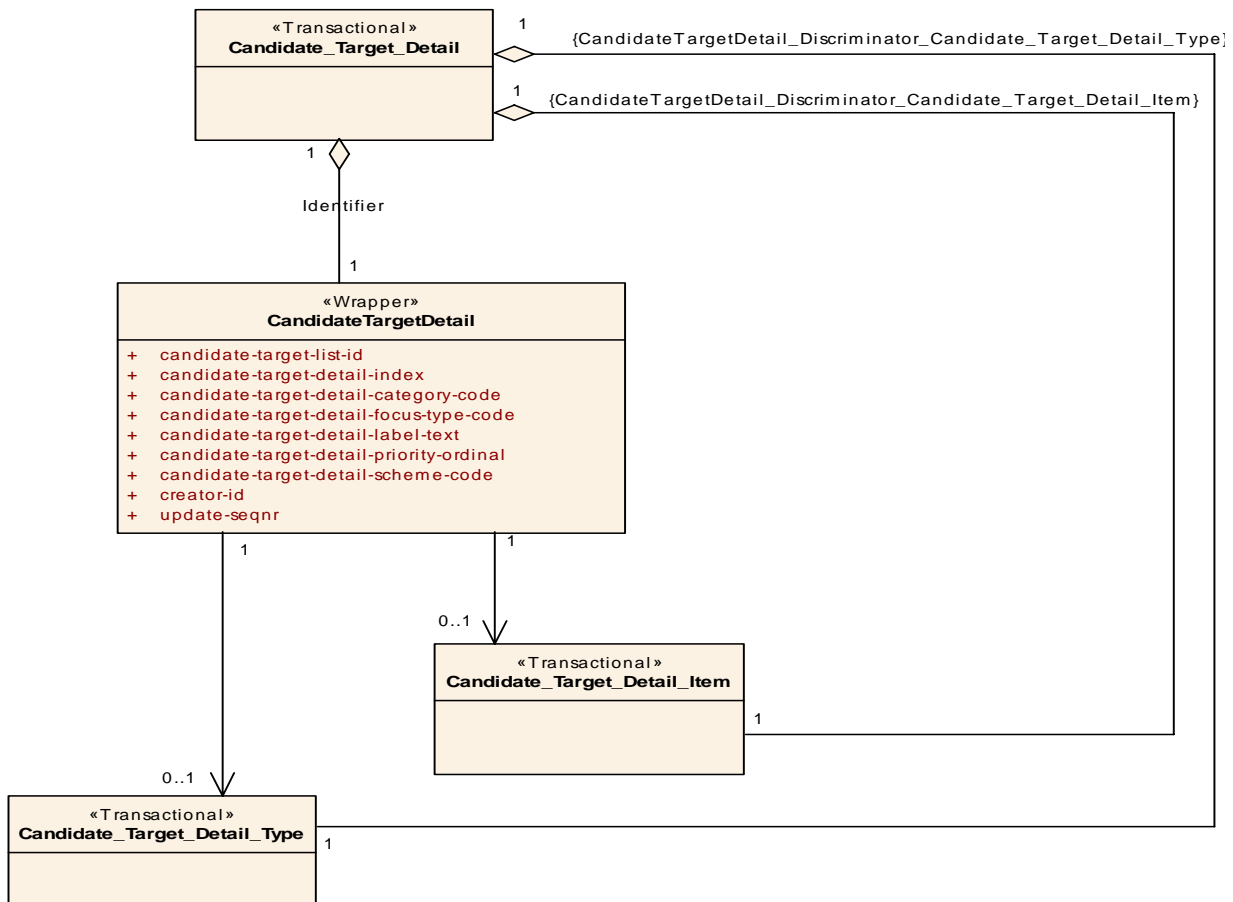 «Transactional»
Candidate_Target_Detail
1
{CandidateTargetDetail_Discriminator_Candidate_Target_Detail_Type}
1
{CandidateTargetDetail_Discriminator_Candidate_Target_Detail_Item}
1
Identifier
1
«Wrapper»
CandidateTargetDetail
+ candidate-target-list-id
+ candidate-target-detail-index
+ candidate-target-detail-category-code
+ candidate-target-detail-focus-type-code
+ candidate-target-detail-label-text
+ candidate-target-detail-priority-ordinal
+ candidate-target-detail-scheme-code
+ creator-id
+ update-seqnr
1
1
0..1
«Transactional»
Candidate_Target_Detail_Item
1
0..1
«Transactional»
Candidate_Target_Detail_Type
1